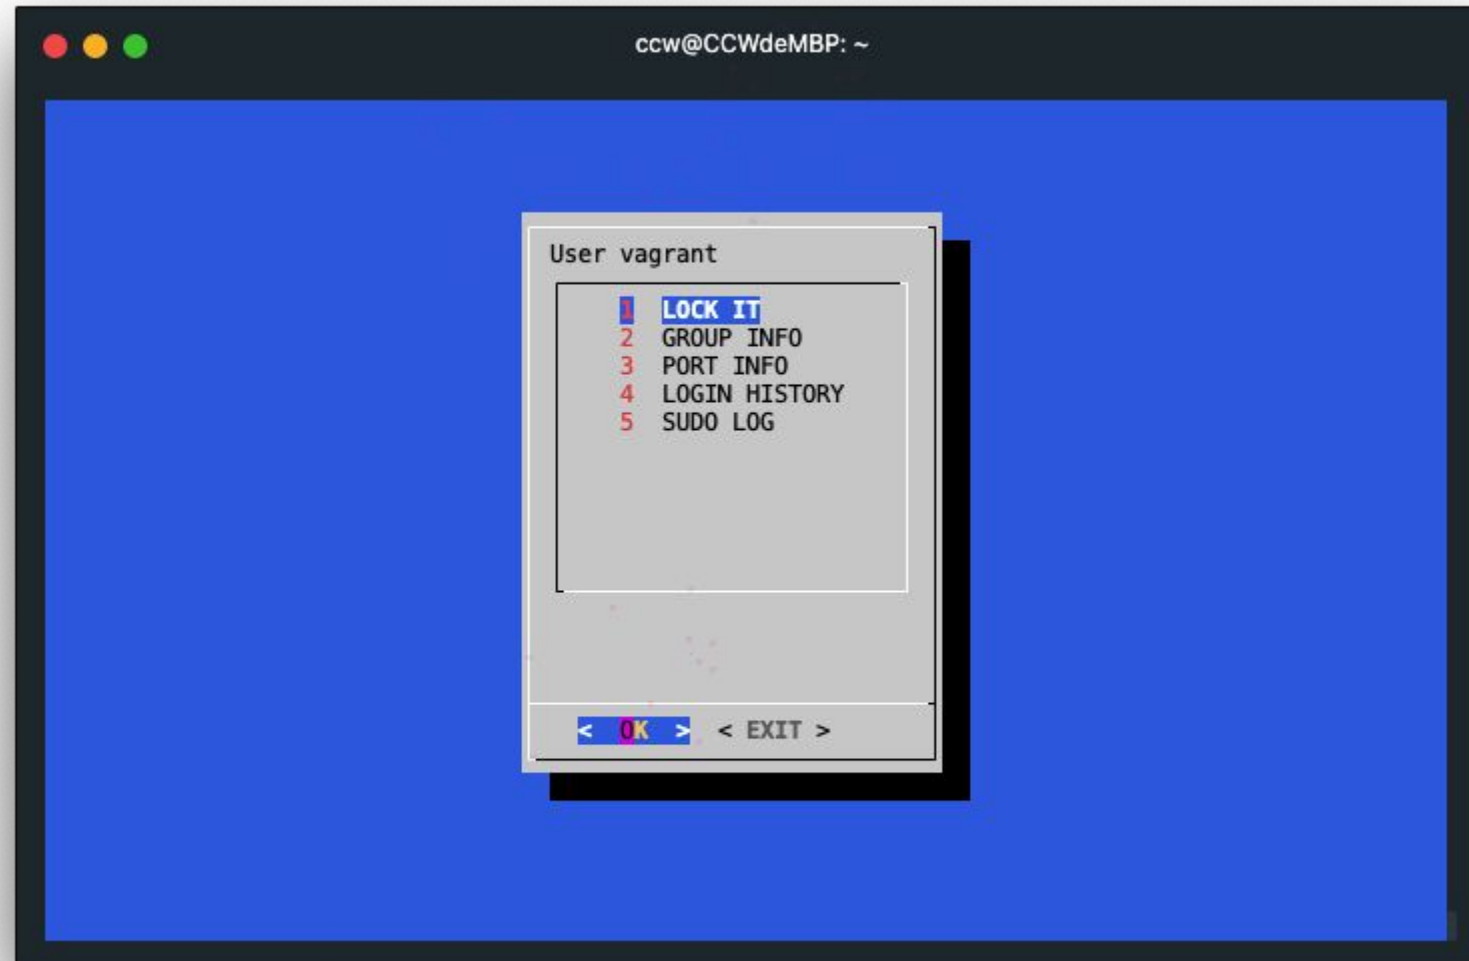 ccw@CCWdeMBP: ~
User vagrant
1 LOCK IT
2 GROUP INFO
3 PORT INFO
4 LOGIN HISTORY
5 SUDO LOG
< OK > < EXIT >